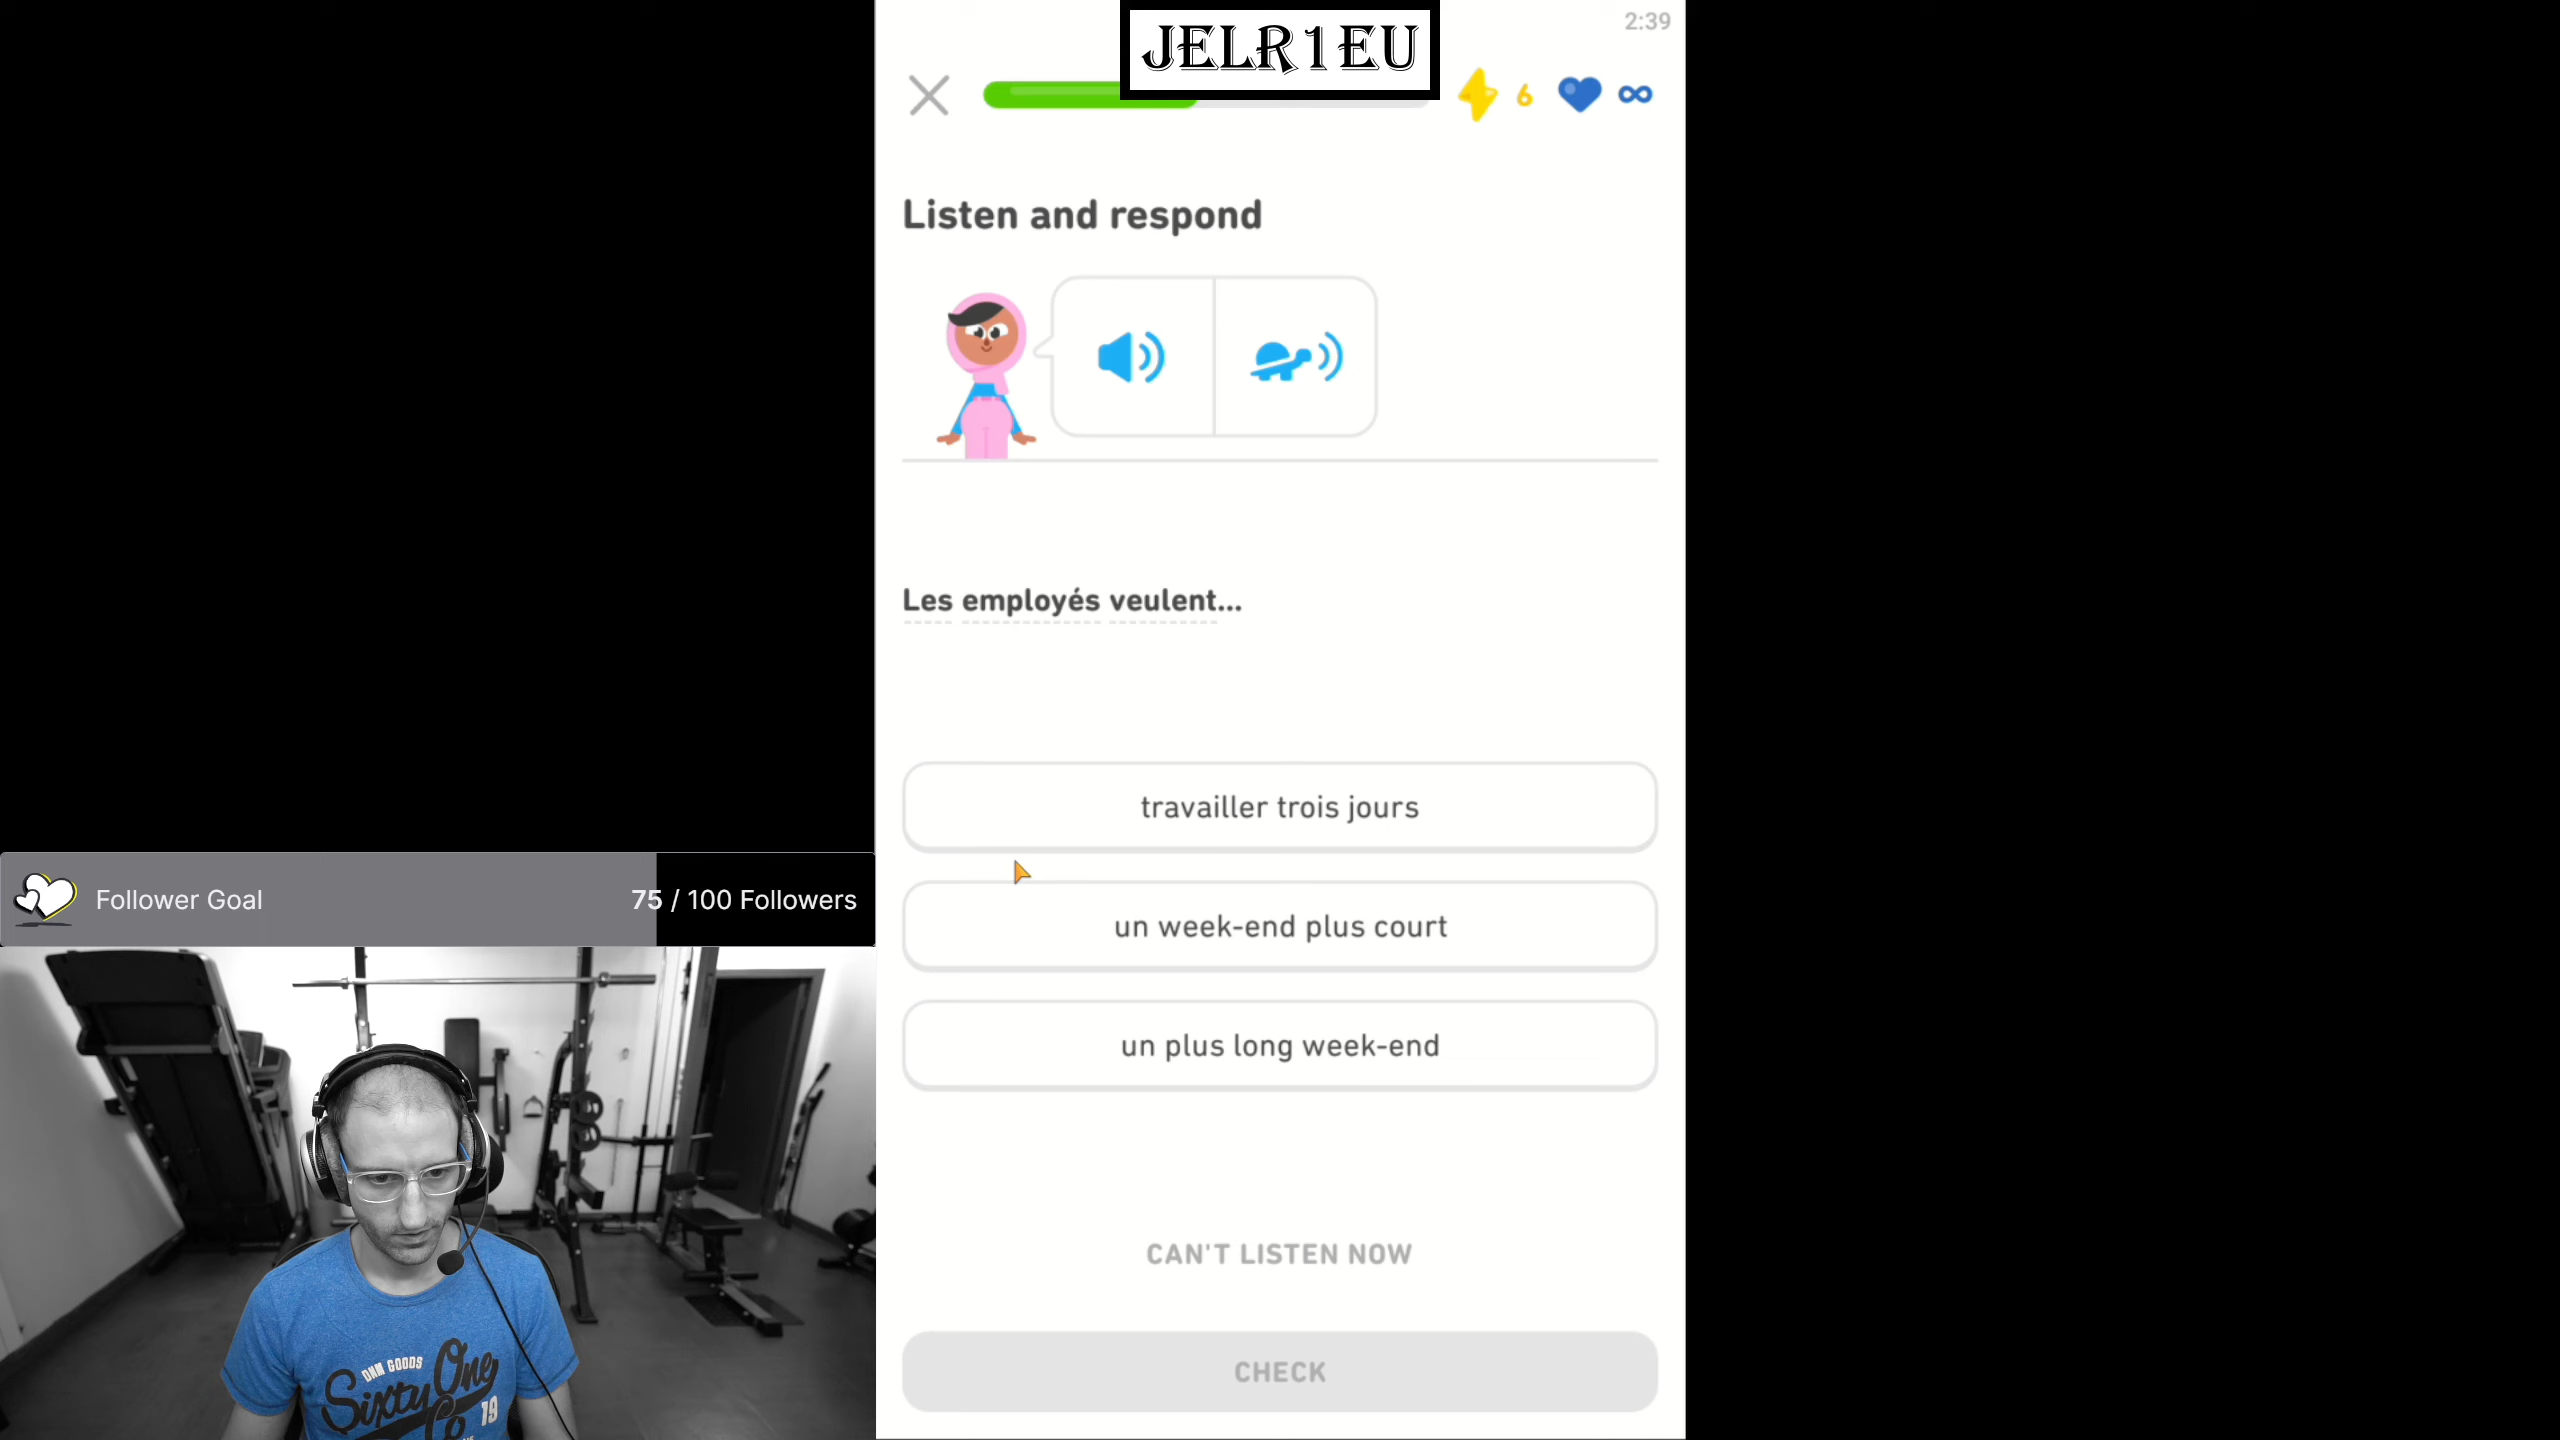 JELR1EU
2:39
6
Listen and respond
Les employés veulent...
travailler trois jours
un week-end plus court
un plus long week-end
CAN'T LISTEN NOW
CHECK
Follower Goal
75 / 100 Followers
DNM GOODS
Sixty One
Co
19